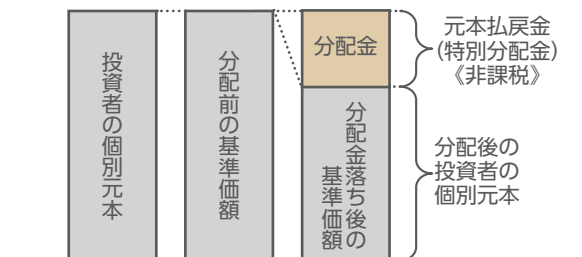 投資者の個別元本
分配前の基準価額
分配金
分配金落ち後の
基準価額
元本払戻金
(特別分配金)
《非課税》
分配後の
投資者の
個別元本